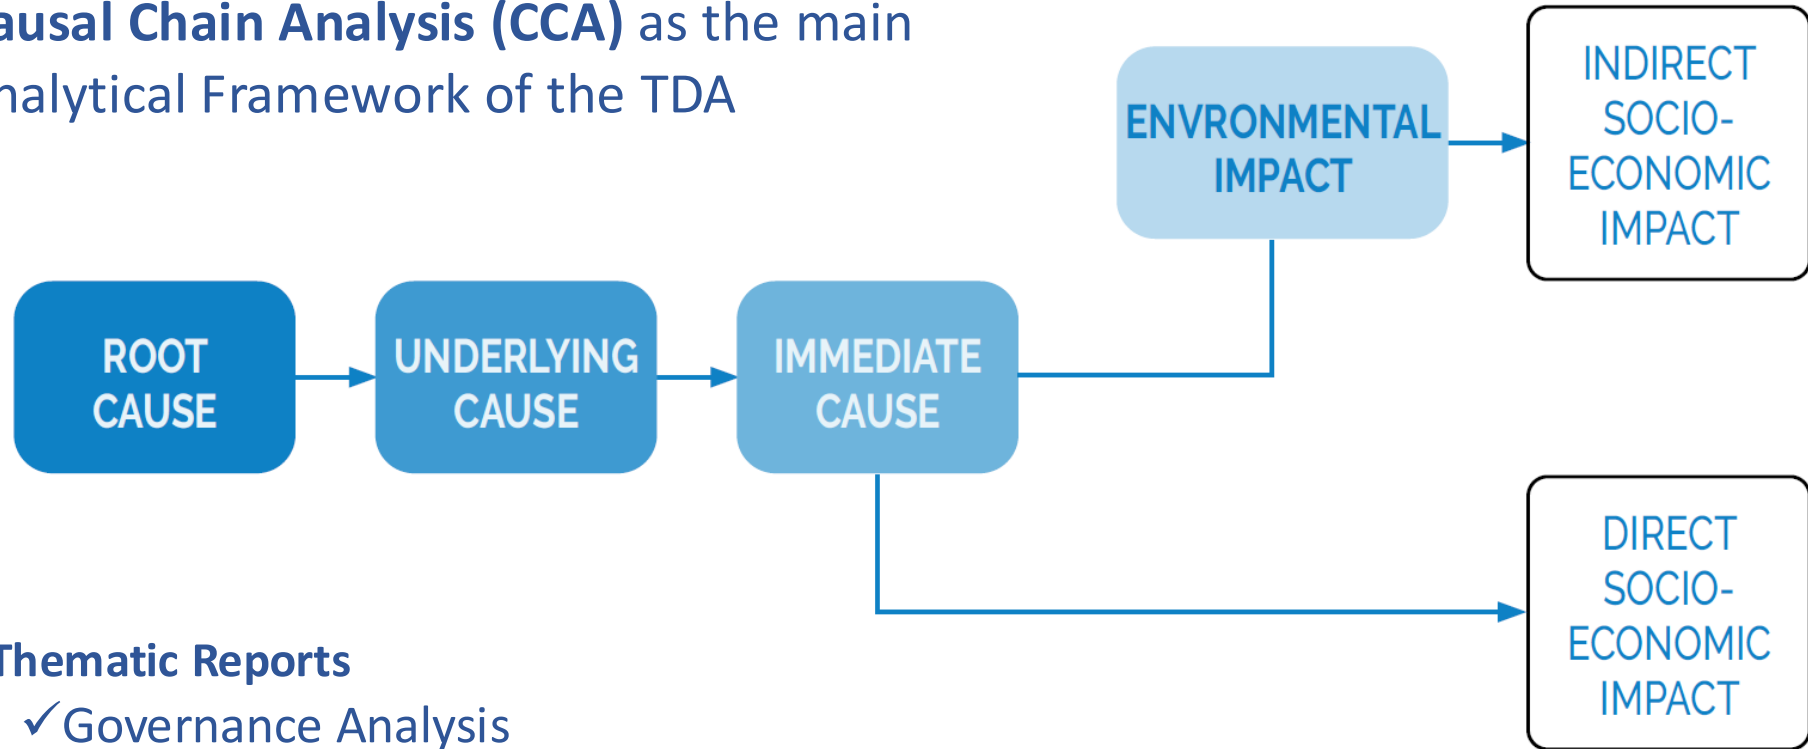 ausal Chain Analysis (CCA) as the main
nalytical Framework of the TDA
ENVRONMENTAL
IMPACT
INDIRECT
SOCIO-
ECONOMIC
IMPACT
ROOT
CAUSE
UNDERLYING
CAUSE
IMMEDIATE
CAUSE
DIRECT
SOCIO-
ECONOMIC
IMPACT
Thematic Reports
✓Governance Analysis